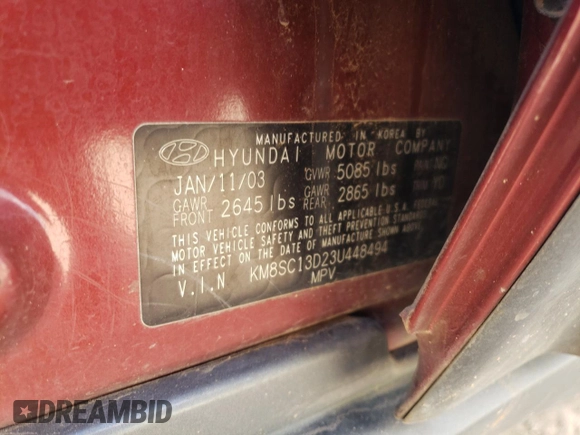 MANUFACTURED IN KOREA BY
HYUNDAI MOTOR COMPANY
JAN/11/03 GVWR 5085 lbs
GAWR FRONT 2645 lbs GAWR REAR 2865 lbs
THIS VEHICLE CONFORMS TO ALL APPLICABLE U.S.A. FEDERAL
MOTOR VEHICLE SAFETY AND THEFT PREVENTION STANDARDS
IN EFFECT ON THE DATE OF MANUFACTURE SHOWN ABOVE.
V.I.N KM8SC13D23U448494
MPV
DREAMBID